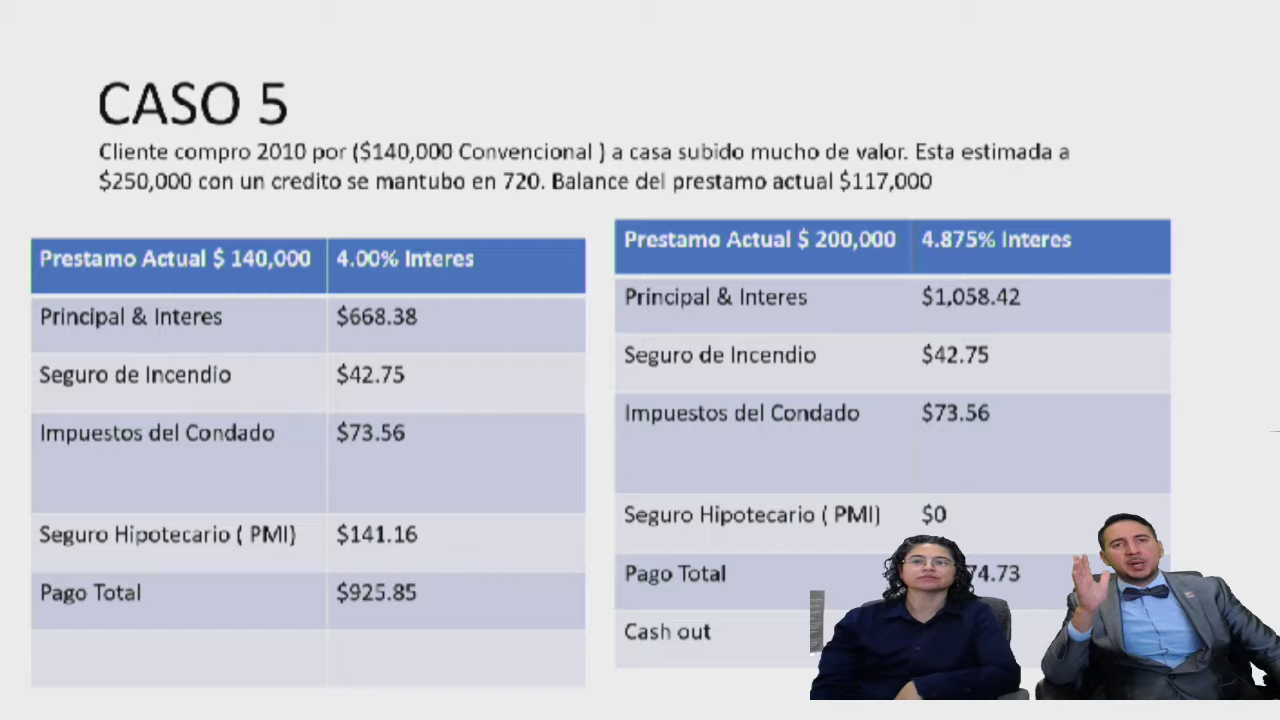 CASO 5
Cliente compro 2010 por ($140,000 Convencional ) a casa subido mucho de valor. Esta estimada a
$250,000 con un credito se mantubo en 720. Balance del prestamo actual $117,000
Prestamo Actual $ 140,000 4.00% Interes
Principal & Interes $668.38
Seguro de Incendio $42.75
Impuestos del Condado $73.56
Seguro Hipotecario ( PMI) $141.16
Pago Total $925.85
Prestamo Actual $ 200,000 4.875% Interes
Principal & Interes $1,058.42
Seguro de Incendio $42.75
Impuestos del Condado $73.56
Seguro Hipotecario ( PMI) $0
Pago Total 74.73
Cash out